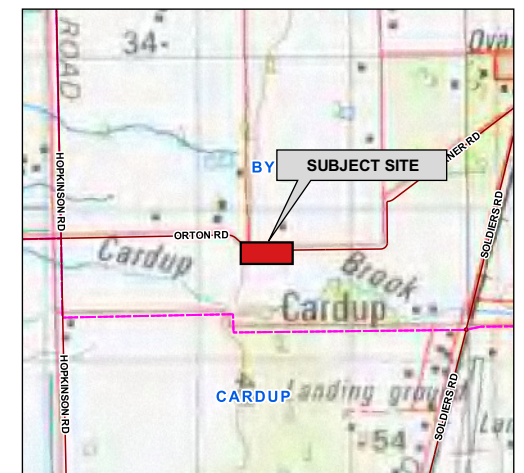 ROAD
34-
Ova
BY
SUBJECT SITE
NER RD
HOPKINSON RD
SOLDIERS RD
ORTON RD
Cardup
Brook
Cardup
HOPKINSON RD
CARDUP
Landing ground
SOLDIERS RD
Lan
-54